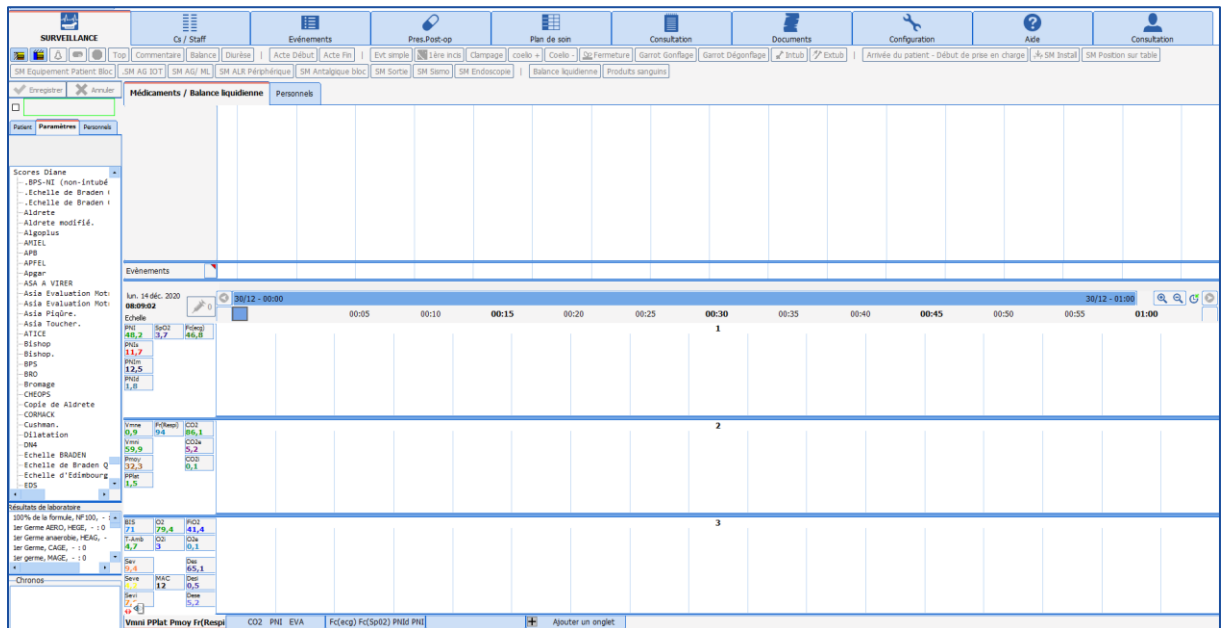 SURVEILLANCE Cs / Staff Evénements Pres.Post-op Plan de soin Consultation Documents Configuration Aide Consultation
Top Commentaire Balance Diurèse | Acte Début Acte Fin | Evt simple 1ère incis Clampage coelio + Coelio - Fermeture Garrot Gonflage Garrot Dégonflage Intub Extub | Arrivée du patient - Début de prise en charge SM Install SM Position sur table
SM Equipement Patient Bloc .SM AG IOT SM AG/ ML SM ALR Périphérique SM Antalgique bloc SM Sortie SM Sismo SM Endoscopie | Balance liquidienne Produits sanguins
Enregistrer Annuler
Médicaments / Balance liquidienne Personnels
Patient Paramètres Personnels
Scores Diane
.BPS-NI (non-intubé
.Echelle de Braden (
.Echelle de Braden (
Aldrete
Aldrete modifié.
Algoplus
AMIEL
APB
APFEL
Apgar
ASA A VIRER
Asia Evaluation Mot
Asia Evaluation Mot
Asia Piqûre.
Asia Toucher.
ATICE
Bishop
Bishop.
BPS
BRO
Bromage
CHEOPS
Copie de Aldrete
CORMACK
Cushman.
Dilatation
DN4
Echelle BRADEN
Echelle de Braden Q
Echelle d'Edimbourg
EDS
Résultats de laboratoire
100% de la formule, NF100, - :
1er Germe AERO, HEGE, - : 0
1er Germe anaerobie, HEAG, -
1er Germe, CAGE, - : 0
1er germe, MAGE, - : 0
Chronos
Evènements
lun. 14 déc. 2020
08:09:02
0
Echelle
30/12 - 00:00 30/12 - 01:00
00:05 00:10 00:15 00:20 00:25 00:30 00:35 00:40 00:45 00:50 00:55 01:00
PNI SpO2 Fr(ecg)
48,2 3,7 46,8
PNIs
11,7
PNIm
12,5
PNId
1,8
1
Vmne Fr(Respi) CO2
0,9 94 86,1
Vmni CO2e
59,9 5,2
Pmoy CO2i
32,3 0,1
PPlat
1,5
2
BIS O2 FiO2
71 79,4 41,4
T-Amb O2i O2e
4,7 3 0,1
Sev Des
9,4 65,1
Seve MAC Desi
12 0,5
Sevi Dese
5,2
3
Vmni PPlat Pmoy Fr(Respi CO2 PNI EVA Fc(ecg) Fc(SpO2) PNId PNI Ajouter un onglet